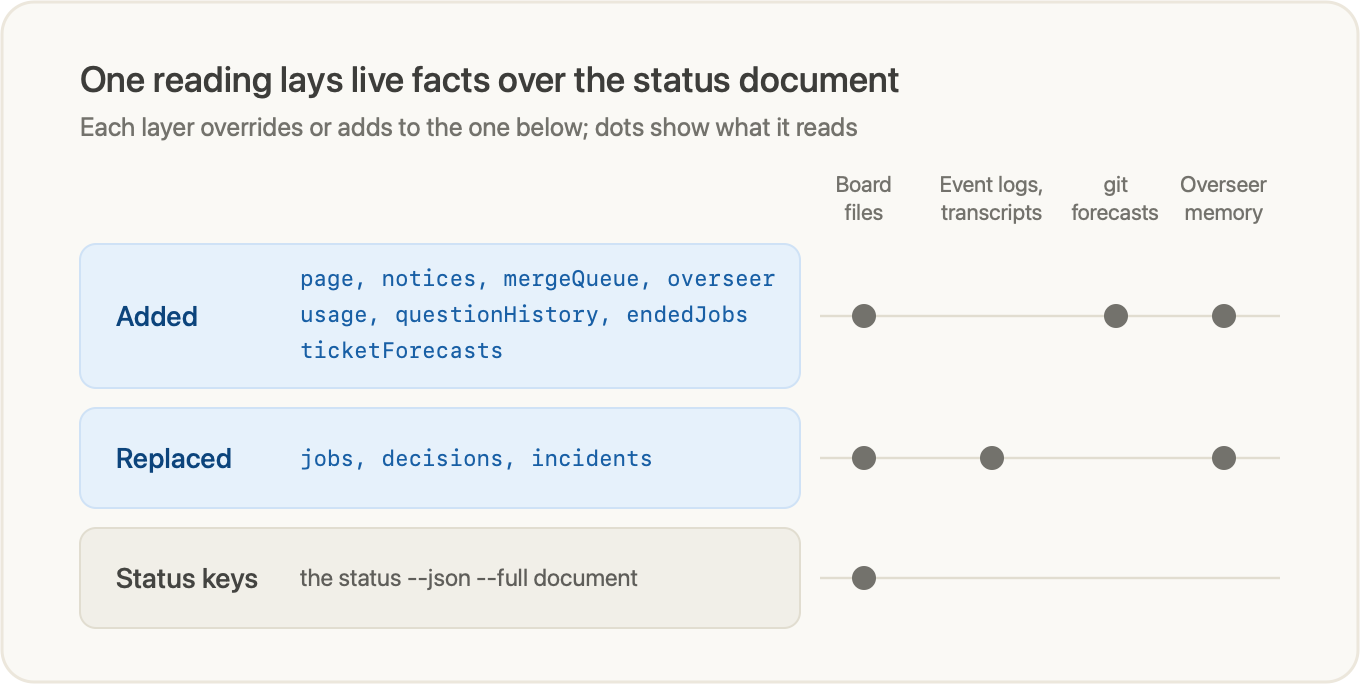 One reading lays live facts over the status document
Each layer overrides or adds to the one below; dots show what it reads
Board files
Event logs, transcripts
git forecasts
Overseer memory
Added
page, notices, mergeQueue, overseer
usage, questionHistory, endedJobs
ticketForecasts
Replaced
jobs, decisions, incidents
Status keys
the status --json --full document